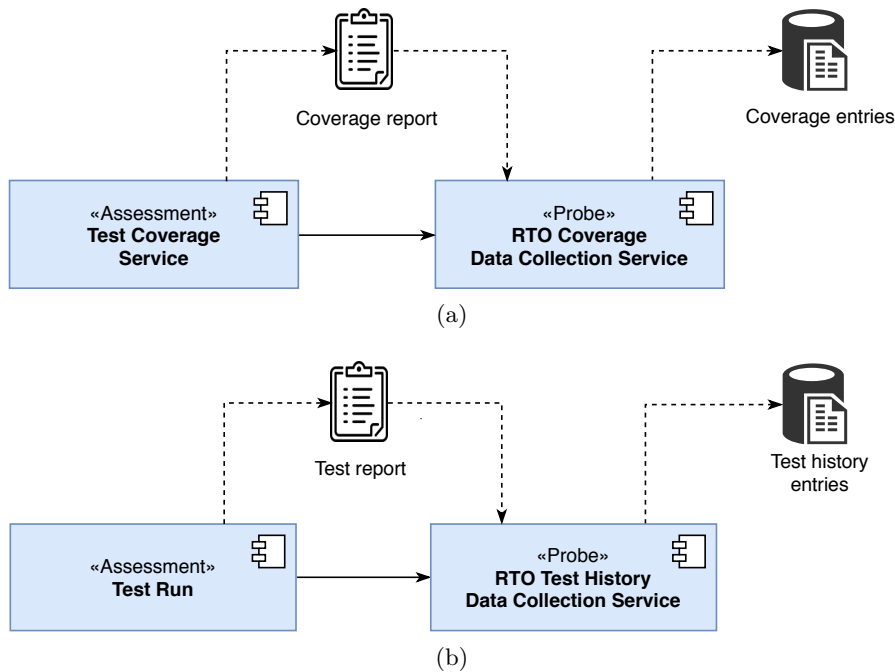 Coverage report
Coverage entries
«Assessment»
Test Coverage
Service
«Probe»
RTO Coverage
Data Collection Service
(a)
Test report
Test history
entries
«Assessment»
Test Run
«Probe»
RTO Test History
Data Collection Service
(b)